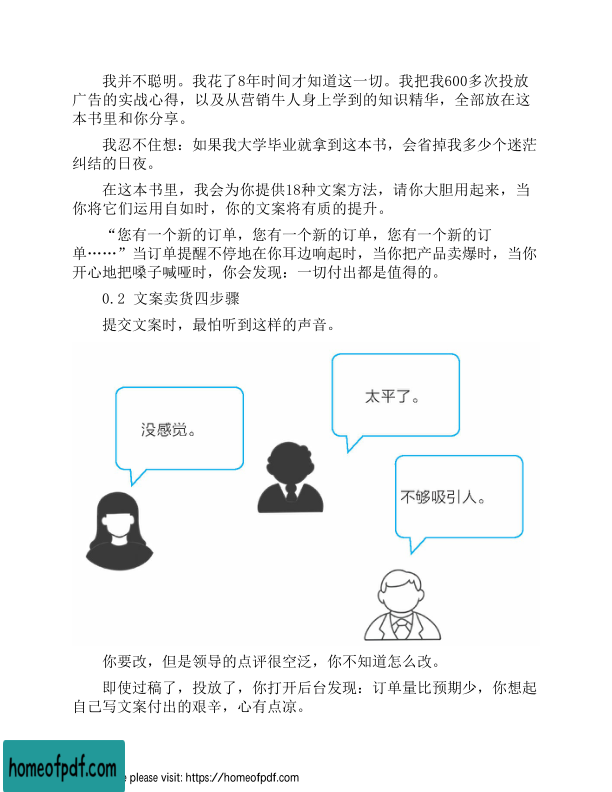 我并不聪明。我花了8年时间才知道这一切。我把我600多次投放
广告的实战心得，以及从营销牛人身上学到的知识精华，全部放在这
本书里和你分享。
我忍不住想：如果我大学毕业就拿到这本书，会省掉我多少个迷茫
纠结的日夜。
在这本书里，我会为你提供18种文案方法，请你大胆用起来，当
你将它们运用自如时，你的文案将有质的提升。
“您有一个新的订单，您有一个新的订单，您有一个新的订
单……”当订单提醒不停地在你耳边响起时，当你把产品卖爆时，当你
开心地把嗓子喊哑时，你会发现：一切付出都是值得的。
0.2 文案卖货四步骤
提交文案时，最怕听到这样的声音。
太平了。
没感觉。
不够吸引人。
你要改，但是领导的点评很空泛，你不知道怎么改。
即使过稿了，投放了，你打开后台发现：订单量比预期少，你想起
自己写文案付出的艰辛，心有点凉。
homeofpdf.com
e please visit: https://homeofpdf.com